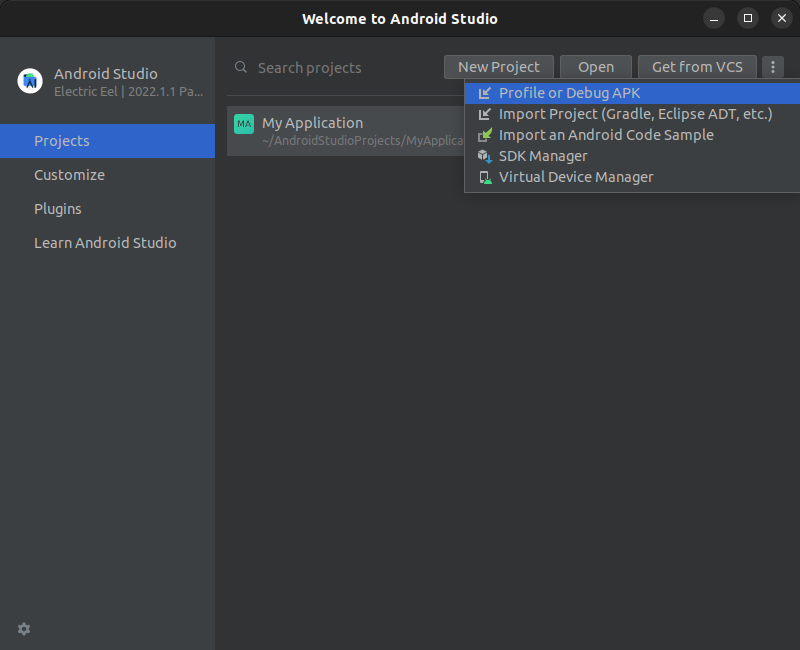 Welcome to Android Studio
Android Studio
Electric Eel | 2022.1.1 Pa...
Projects
Customize
Plugins
Learn Android Studio
Search projects
New Project
Open
Get from VCS
MA
My Application
~/AndroidStudioProjects/MyApplica
Profile or Debug APK
Import Project (Gradle, Eclipse ADT, etc.)
Import an Android Code Sample
SDK Manager
Virtual Device Manager